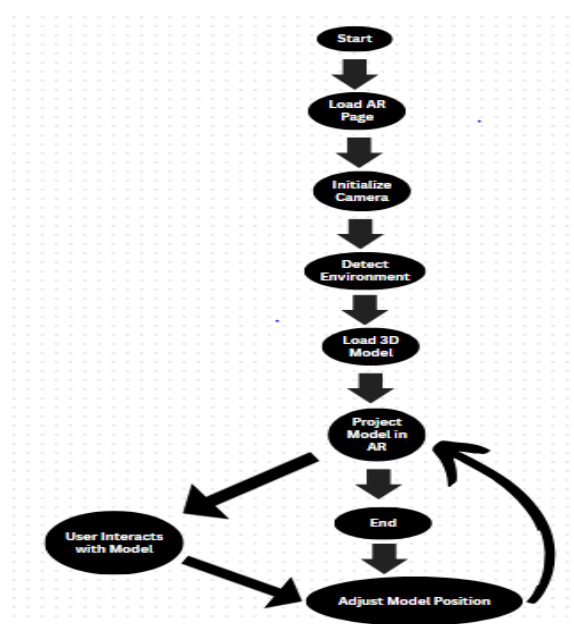 Start
Load AR
Page
Initialize
Camera
Detect
Environment
Load 3D
Model
Project
Model in
AR
End
User Interacts
with Model
Adjust Model Position